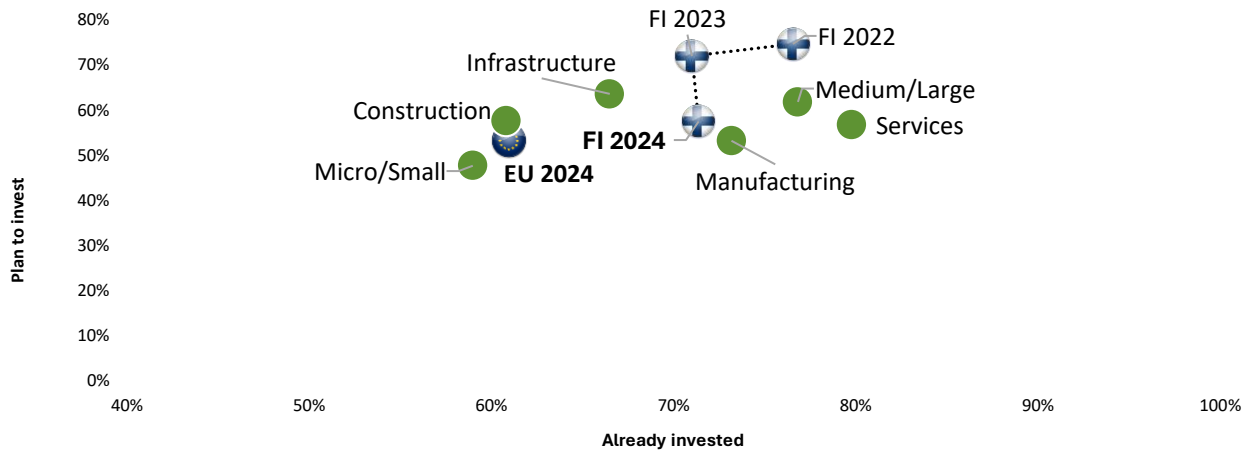 80%
70%
60%
50%
40%
30%
20%
10%
0%
Plan to invest
FI 2023
FI 2022
Infrastructure
Medium/Large
Construction
Services
FI 2024
Micro/Small
EU 2024
Manufacturing
40%
50%
60%
70%
80%
90%
100%
Already invested